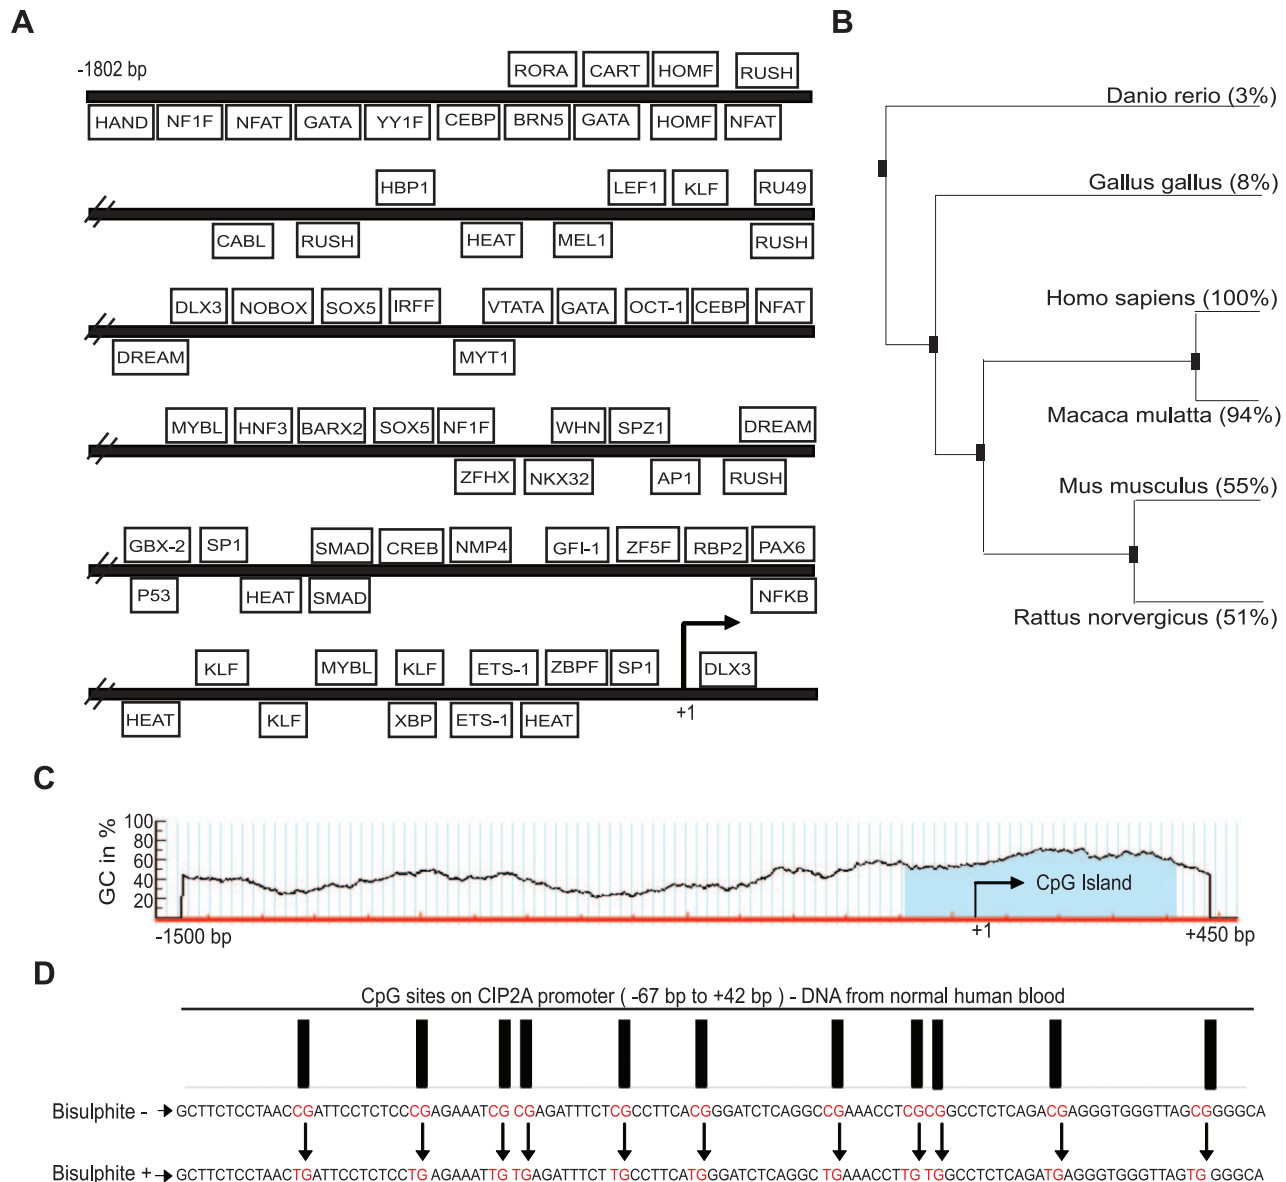 A
-1802 bp
RORA CART HOMF RUSH
HAND NF1F NFAT GATA YY1F CEBP BRN5 GATA HOMF NFAT
HBP1 LEF1 KLF RU49
CABL RUSH HEAT MEL1 RUSH
DLX3 NOBOX SOX5 IRFF VTATA GATA OCT-1 CEBP NFAT
DREAM MYT1
MYBL HNF3 BARX2 SOX5 NF1F WHN SPZ1 DREAM
ZFHX NKX32 AP1 RUSH
GBX-2 SP1 SMAD CREB NMP4 GFI-1 ZF5F RBP2 PAX6
P53 HEAT SMAD NFKB
KLF MYBL KLF ETS-1 ZBPF SP1 DLX3
HEAT KLF XBP ETS-1 HEAT +1
B
Danio rerio (3%)
Gallus gallus (8%)
Homo sapiens (100%)
Macaca mulatta (94%)
Mus musculus (55%)
Rattus norvergicus (51%)
C
GC in %
100
80
60
40
20
CpG Island
-1500 bp +1 +450 bp
D
CpG sites on CIP2A promoter ( -67 bp to +42 bp ) - DNA from normal human blood
Bisulphite - GCTTCTCCTAACCGATTCCTCTCCCGAGAAATCG CGAGATTTCTCGCCTTCACGGGATCTCAGGCCGAAACCTCGCGGCCTCTCAGACGAGGGTGGGTTAGCGGGGCA
Bisulphite + GCTTCTCCTAACTGATTCCTCTCCTGAGAAATTG TGAGATTTCT TGCCTTCATGGGATCTCAGGC TGAAACCTTG TGGCCTCTCAGATGAGGGTGGGTTAGTG GGGCA